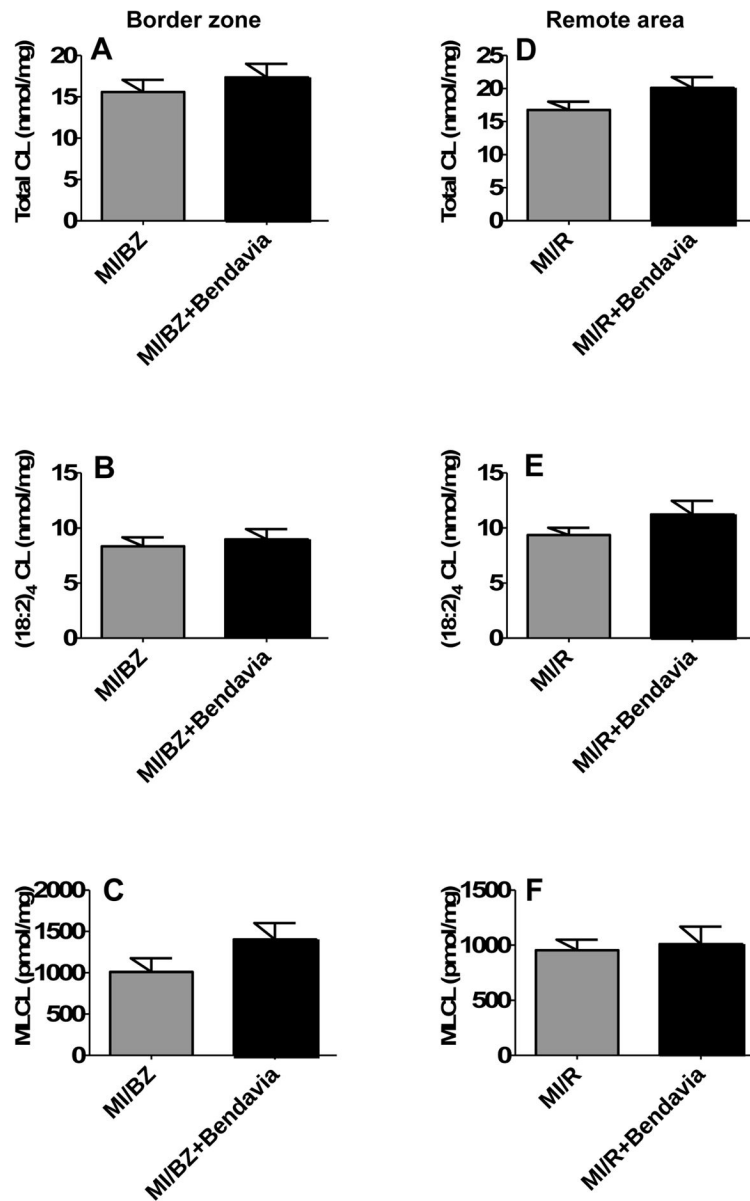 Border zone
Remote area
A
Total CL (nmol/mg)
20
15
10
5
0
MI/BZ
MI/BZ+Bendavia
D
Total CL (nmol/mg)
25
20
15
10
5
0
MI/R
MI/R+Bendavia
B
(18:2)4 CL (nmol/mg)
15
10
5
0
MI/BZ
MI/BZ+Bendavia
E
(18:2)4 CL (nmol/mg)
15
10
5
0
MI/R
MI/R+Bendavia
C
MLCL (pmol/mg)
2000
1500
1000
500
0
MI/BZ
MI/BZ+Bendavia
F
MLCL (pmol/mg)
1500
1000
500
0
MI/R
MI/R+Bendavia